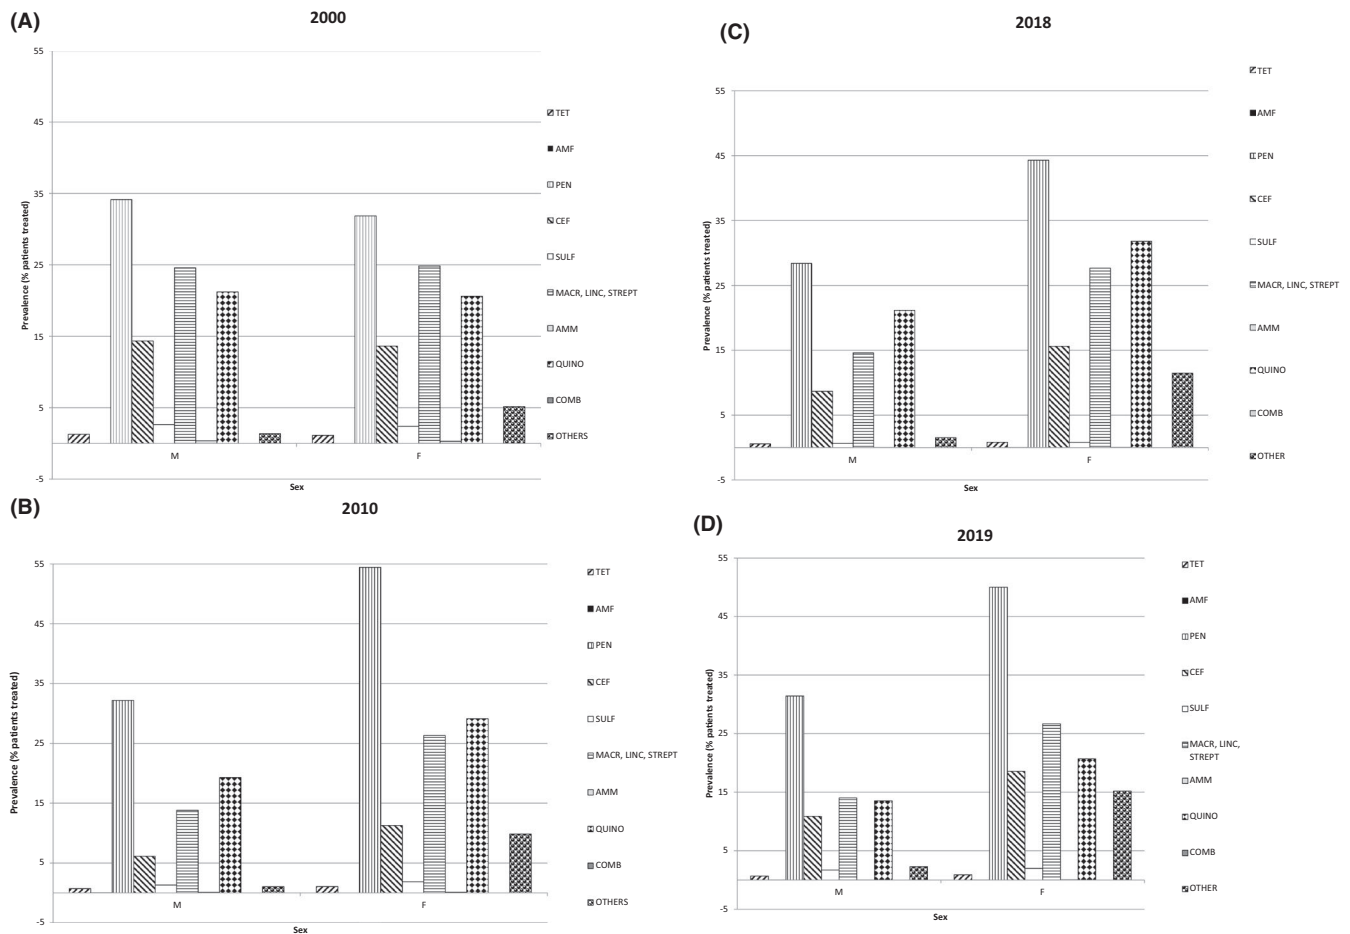 (A)
2000
55
45
35
25
15
5
-5
Prevalence (% patients treated)
M
F
Sex
TET
AMF
PEN
CEF
SULF
MACR, LINC, STREPT
AMM
QUINO
COMB
OTHERS
(C)
2018
55
45
35
25
15
5
-5
Prevalence (% patients treated)
M
F
Sex
TET
AMF
PEN
CEF
SULF
MACR, LINC, STREPT
AMM
QUINO
COMB
OTHER
(B)
2010
55
45
35
25
15
5
-5
Prevalence (% patients treated)
M
F
Sex
TET
AMF
PEN
CEF
SULF
MACR, LINC, STREPT
AMM
QUINO
COMB
OTHERS
(D)
2019
55
45
35
25
15
5
-5
Prevalence (% patients treated)
M
F
Sex
TET
AMF
PEN
CEF
SULF
MACR, LINC,
STREPT
AMM
QUINO
COMB
OTHER